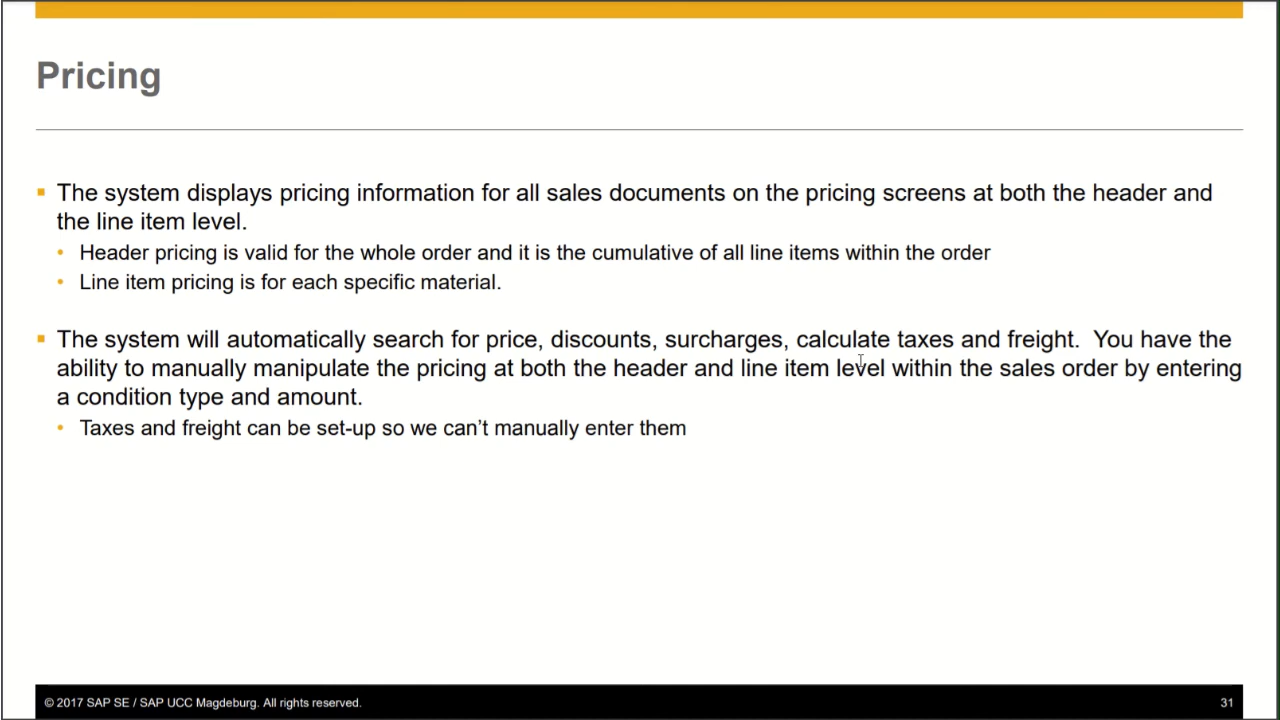 Pricing
The system displays pricing information for all sales documents on the pricing screens at both the header and
the line item level.
Header pricing is valid for the whole order and it is the cumulative of all line items within the order
Line item pricing is for each specific material.
The system will automatically search for price, discounts, surcharges, calculate taxes and freight.  You have the
ability to manually manipulate the pricing at both the header and line item level within the sales order by entering
a condition type and amount.
Taxes and freight can be set-up so we can’t manually enter them
© 2017 SAP SE / SAP UCC Magdeburg. All rights reserved.
31